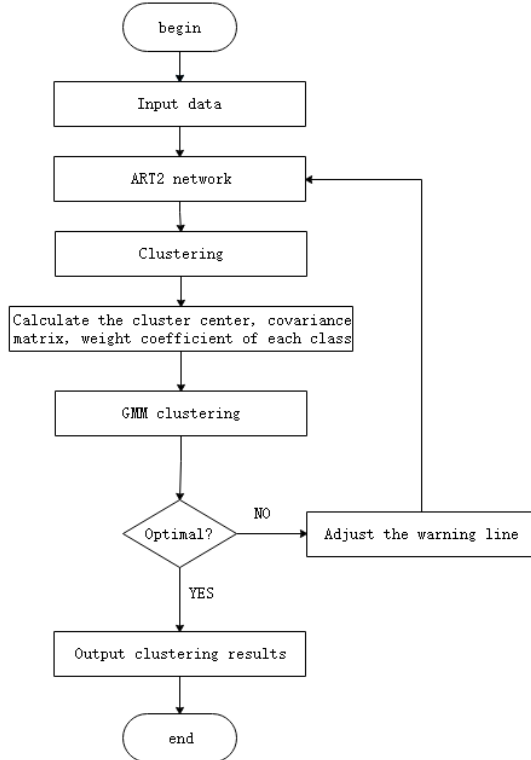 begin
Input data
ART2 network
Clustering
Calculate the cluster center, covariance
matrix, weight coefficient of each class
GMM clustering
Optimal?
NO
Adjust the warning line
YES
Output clustering results
end